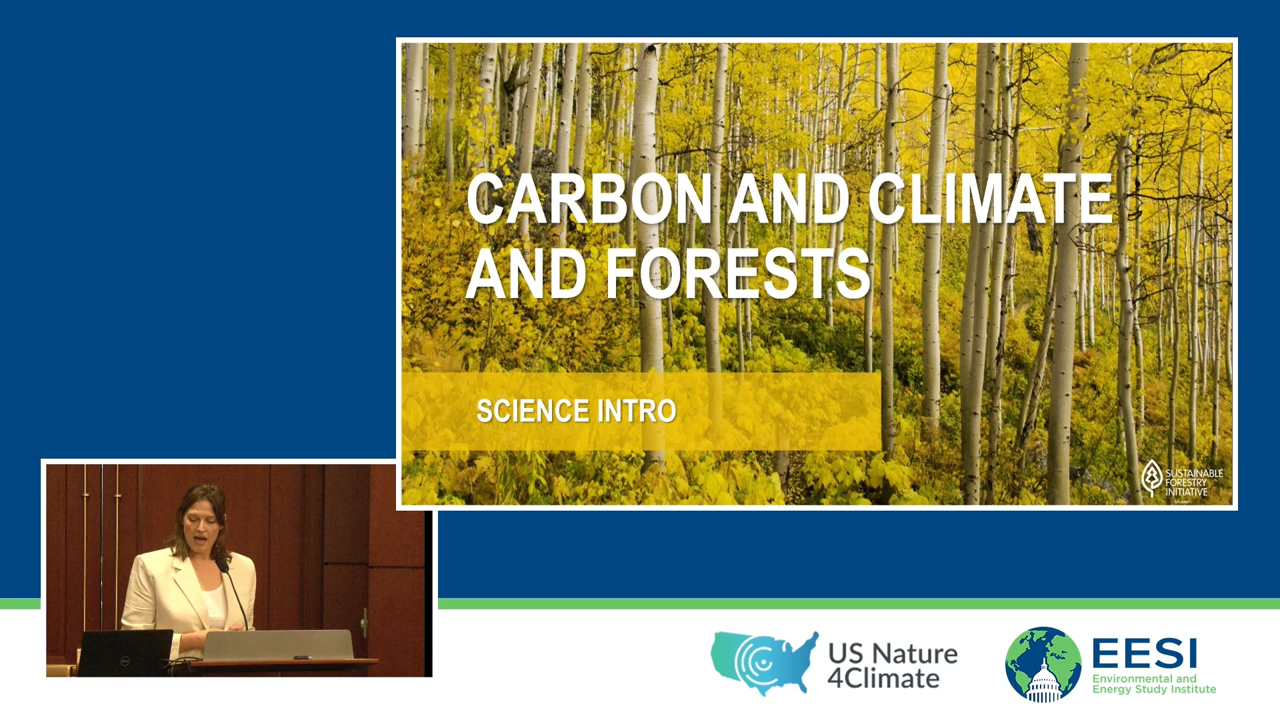 CARBON AND CLIMATE
AND FORESTS
SCIENCE INTRO
SUSTAINABLE
FORESTRY
INITIATIVE
US Nature
4Climate
EESI
Environmental and
Energy Study Institute